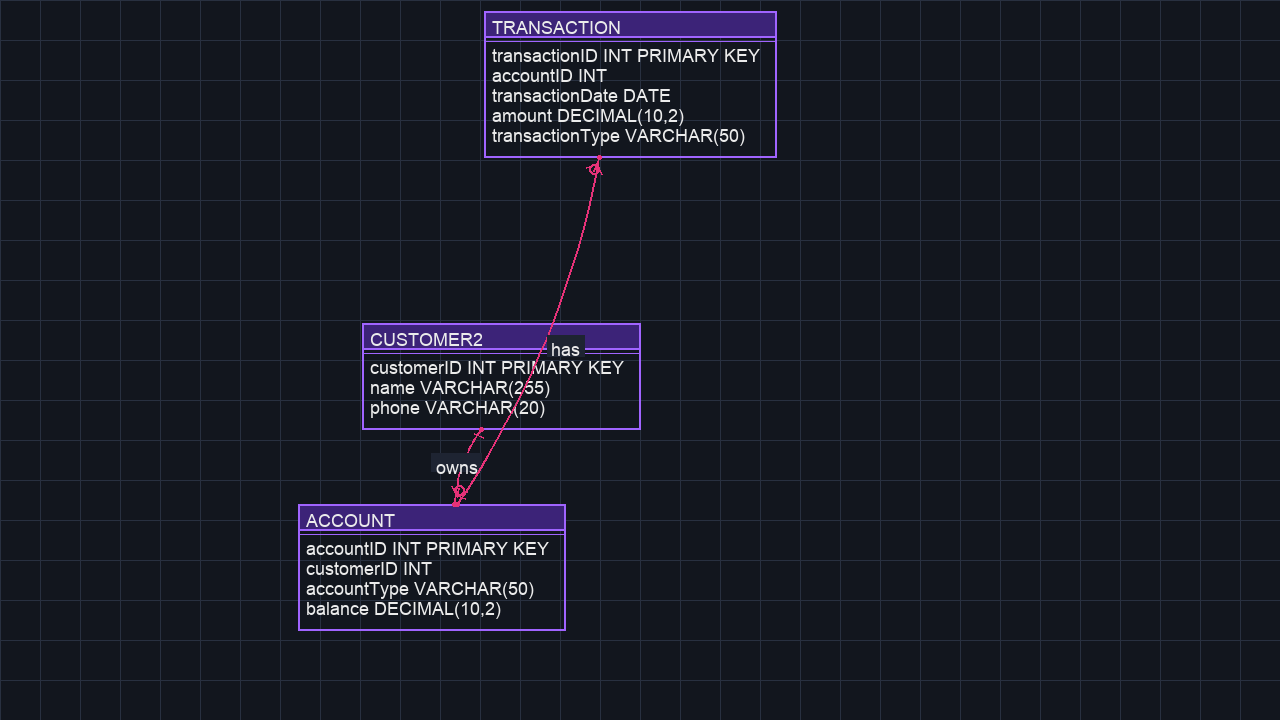 TRANSACTION
transactionID INT PRIMARY KEY
accountID INT
transactionDate DATE
amount DECIMAL(10,2)
transactionType VARCHAR(50)
CUSTOMER2
has
customerID INT PRIMARY KEY
name VARCHAR(255)
phone VARCHAR(20)
owns
ACCOUNT
accountID INT PRIMARY KEY
customerID INT
accountType VARCHAR(50)
balance DECIMAL(10,2)